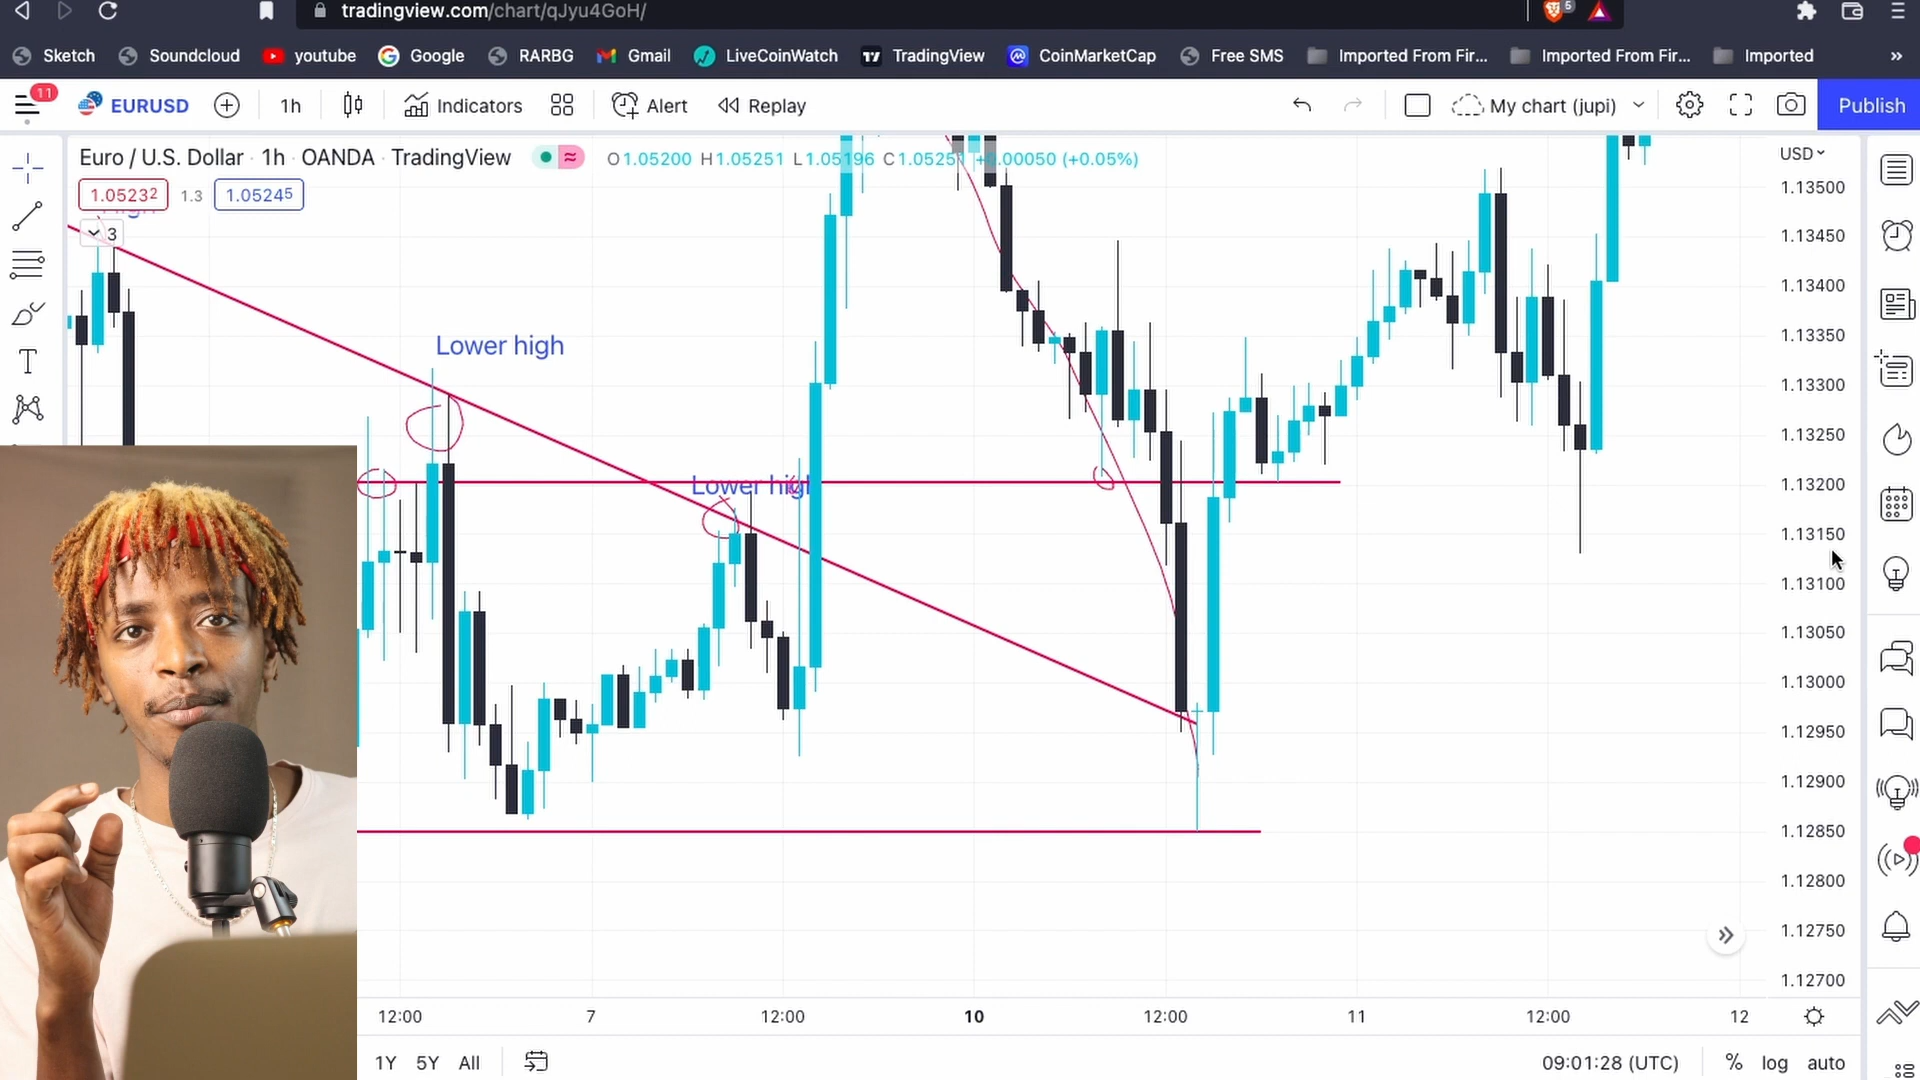 tradingview.com/chart/qJyu4GoH/
5
Sketch Soundcloud youtube Google RARBG Gmail LiveCoinWatch TradingView CoinMarketCap Free SMS Imported From Fir... Imported From Fir... Imported »
11 EURUSD 1h Indicators Alert Replay My chart (jupi) Publish
Euro / U.S. Dollar · 1h · OANDA · TradingView O1.05200 H1.05251 L1.05196 C1.05251 +0.00050 (+0.05%) USD
1.05232 1.3 1.05245
3
Lower high
Lower high
1.13500
1.13450
1.13400
1.13350
1.13300
1.13250
1.13200
1.13150
1.13100
1.13050
1.13000
1.12950
1.12900
1.12850
1.12800
1.12750
1.12700
12:00 7 12:00 10 12:00 11 12:00 12
1Y 5Y All 09:01:28 (UTC) % log auto